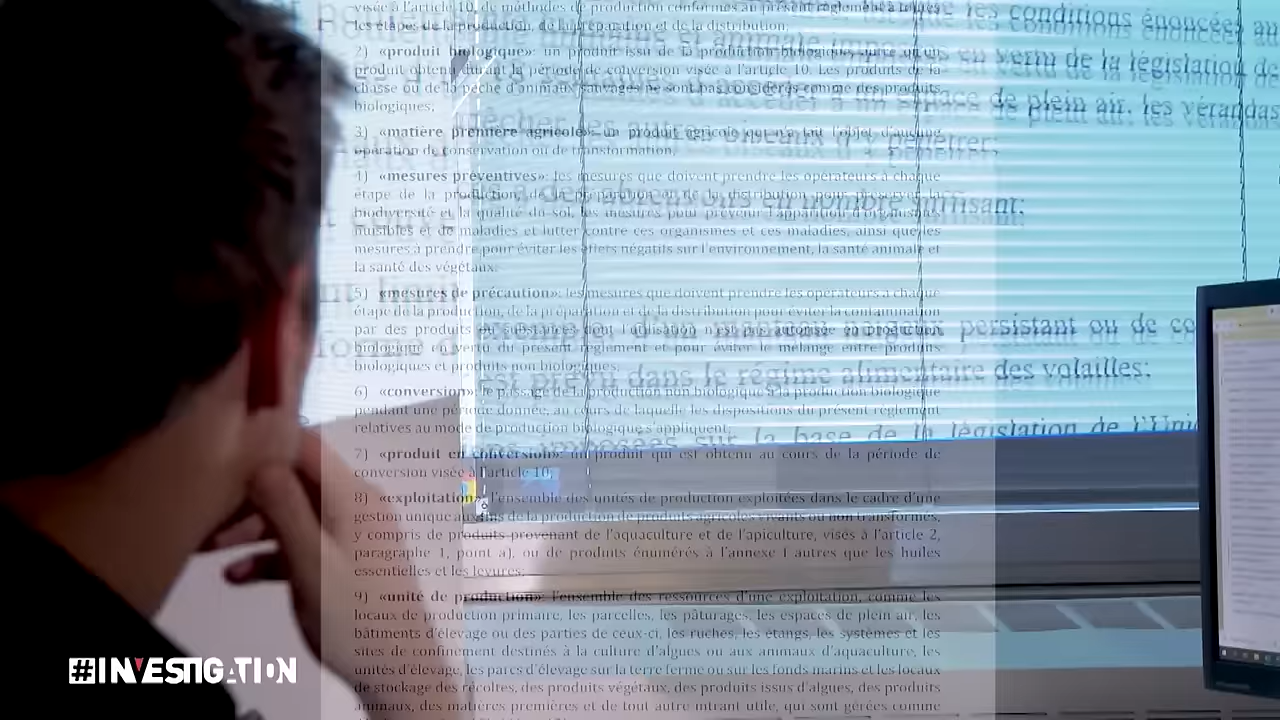 visée à l'article 10, de méthodes de production conformes au présent règlement à toutes
les étapes de la production, de la préparation et de la distribution;
2) «produit biologique»: un produit issu de la production biologique, autre qu'un
produit obtenu durant la période de conversion visée à l'article 10. Les produits de la
chasse ou de la pêche d'animaux sauvages ne sont pas considérés comme des produits
biologiques;
3) «matière première agricole»: un produit agricole qui n'a fait l'objet d'aucune
opération de conservation ou de transformation;
4) «mesures préventives»: les mesures que doivent prendre les opérateurs à chaque
étape de la production, de la préparation et de la distribution pour préserver la
biodiversité et la qualité du sol, les mesures pour prévenir l'apparition d'organismes
nuisibles et de maladies et lutter contre ces organismes et ces maladies, ainsi que les
mesures à prendre pour éviter les effets négatifs sur l'environnement, la santé animale et
la santé des végétaux;
5) «mesures de précaution»: les mesures que doivent prendre les opérateurs à chaque
étape de la production, de la préparation et de la distribution pour éviter la contamination
par des produits ou substances dont l'utilisation n'est pas autorisée en production
biologique en vertu du présent règlement et pour éviter le mélange entre produits
biologiques et produits non biologiques;
6) «conversion»: le passage de la production non biologique à la production biologique
pendant une période donnée, au cours de laquelle les dispositions du présent règlement
relatives au mode de production biologique s'appliquent;
7) «produit en conversion»: un produit qui est obtenu au cours de la période de
conversion visée à l'article 10;
8) «exploitation»: l'ensemble des unités de production exploitées dans le cadre d'une
gestion unique aux fins de la production de produits agricoles vivants ou non transformés,
y compris de produits provenant de l'aquaculture et de l'apiculture, visés à l'article 2,
paragraphe 1, point a), ou de produits énumérés à l'annexe I autres que les huiles
essentielles et les levures;
9) «unité de production»: l'ensemble des ressources d'une exploitation, comme les
locaux de production primaire, les parcelles, les pâturages, les espaces de plein air, les
bâtiments d'élevage ou des parties de ceux-ci, les ruches, les étangs, les systèmes et les
sites de confinement destinés à la culture d'algues ou aux animaux d'aquaculture, les
unités d'élevage, les parcs d'élevage sur la terre ferme ou sur les fonds marins et les locaux
de stockage des récoltes, des produits végétaux, des produits issus d'algues, des produits
animaux, des matières premières et de tout autre intrant utile, qui sont gérées comme
les conditions énoncées au
et animale imposées en vertu de la législation de
d'accéder à un espace de plein air, les vérandas
pêcher les autres oiseaux d'y pénétrer;
à des abreuvoirs en nombre suffisant;
exemple, d'un manteau neigeux persistant ou de co
est prévu dans le régime alimentaire des volailles;
imposées sur la base de la législation de l'Uni
#INVESTIGATION